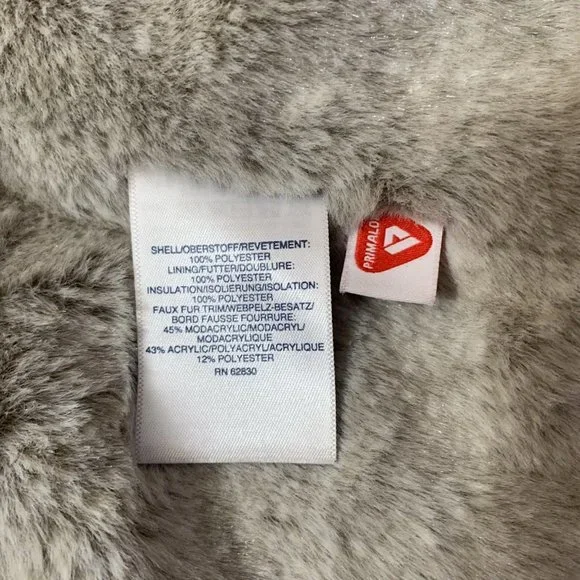 SHELL/OBERSTOFF/REVETEMENT:
100% POLYESTER
LINING/FUTTER/DOUBLURE:
100% POLYESTER
INSULATION/ISOLIERUNG/ISOLATION:
100% POLYESTER
FAUX FUR TRIM/WEBPELZ-BESATZ/
BORD FAUSSE FOURRURE:
45% MODACRYLIC/MODACRYL/
MODACRYLIQUE
43% ACRYLIC/POLYACRYL/ACRYLIQUE
12% POLYESTER
RN 62830
PRIMALO